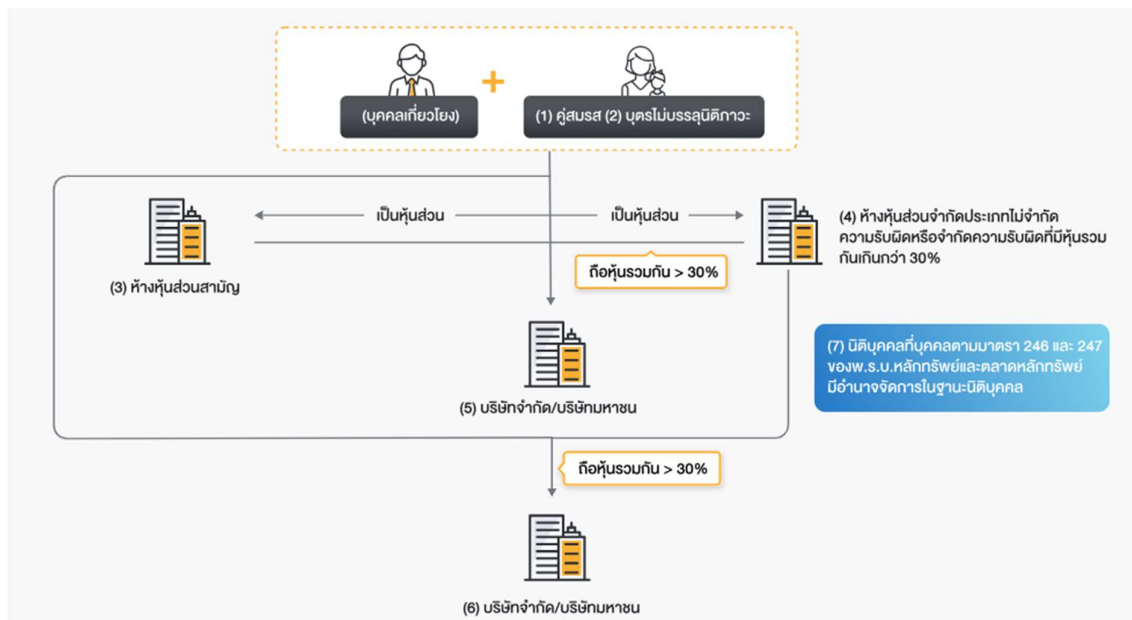 (บุคคลเกี่ยวโยง)
(1) คู่สมรส (2) บุตรไม่บรรลุนิติภาวะ
เป็นหุ้นส่วน
เป็นหุ้นส่วน
(3) ห้างหุ้นส่วนสามัญ
(4) ห้างหุ้นส่วนจำกัดประเภทไม่จำกัด
ความรับผิดหรือจำกัดความรับผิดที่มีหุ้นรวม
กันเกินกว่า 30%
ถือหุ้นรวมกัน > 30%
(5) บริษัทจำกัด/บริษัทมหาชน
(7) นิติบุคคลที่บุคคลตามมาตรา 246 และ 247
ของพ.ร.บ.หลักทรัพย์และตลาดหลักทรัพย์
มีอำนาจจัดการในฐานะนิติบุคคล
ถือหุ้นรวมกัน > 30%
(6) บริษัทจำกัด/บริษัทมหาชน